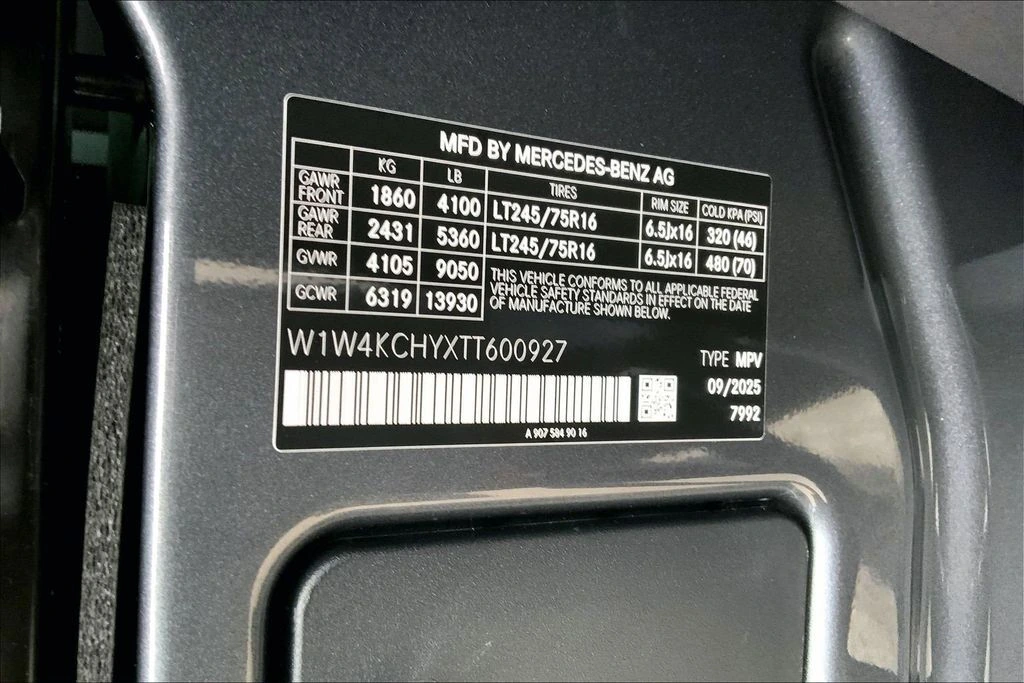 MFD BY MERCEDES-BENZ AG
KG LB TIRES RIM SIZE COLD KPA (PSI)
GAWR FRONT 1860 4100 LT245/75R16 6.5Jx16 320 (46)
GAWR REAR 2431 5360 LT245/75R16 6.5Jx16 480 (70)
GVWR 4105 9050
GCWR 6319 13930
THIS VEHICLE CONFORMS TO ALL APPLICABLE FEDERAL
VEHICLE SAFETY STANDARDS IN EFFECT ON THE DATE
OF MANUFACTURE SHOWN BELOW.
W1W4KCHYXTT600927
TYPE MPV
09/2025
7992
A 907 584 90 16